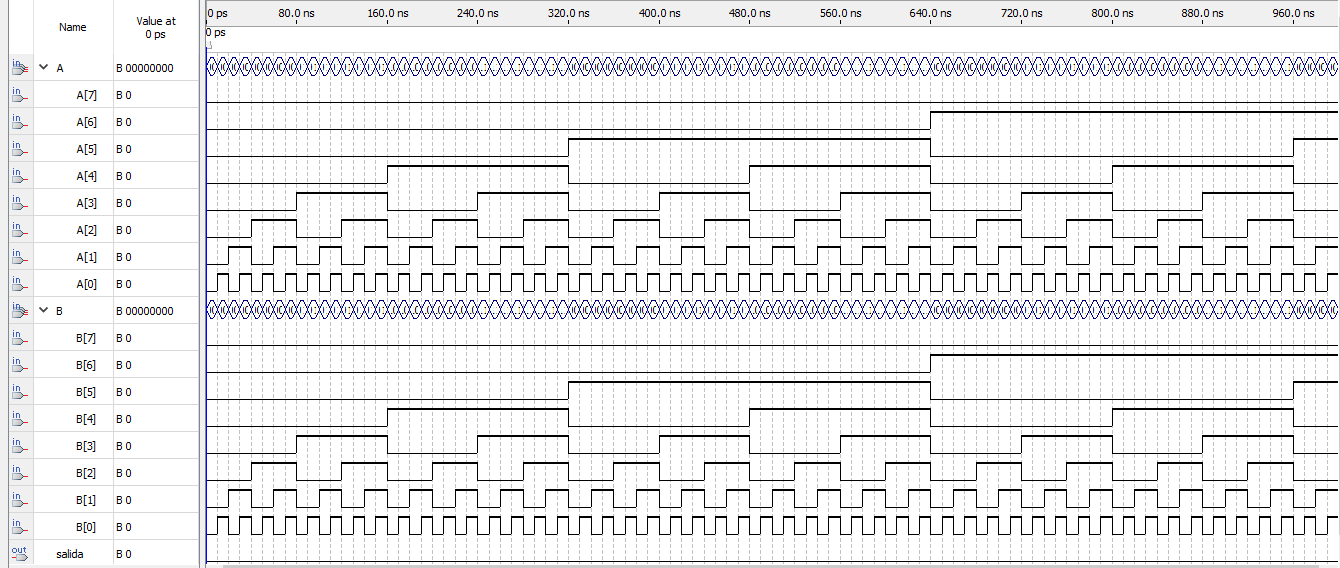 Name
Value at
0 ps
0 ps 80.0 ns 160.0 ns 240.0 ns 320.0 ns 400.0 ns 480.0 ns 560.0 ns 640.0 ns 720.0 ns 800.0 ns 880.0 ns 960.0 ns
0 ps
in A B 00000000
in A[7] B 0
in A[6] B 0
in A[5] B 0
in A[4] B 0
in A[3] B 0
in A[2] B 0
in A[1] B 0
in A[0] B 0
in B B 00000000
in B[7] B 0
in B[6] B 0
in B[5] B 0
in B[4] B 0
in B[3] B 0
in B[2] B 0
in B[1] B 0
in B[0] B 0
out salida B 0